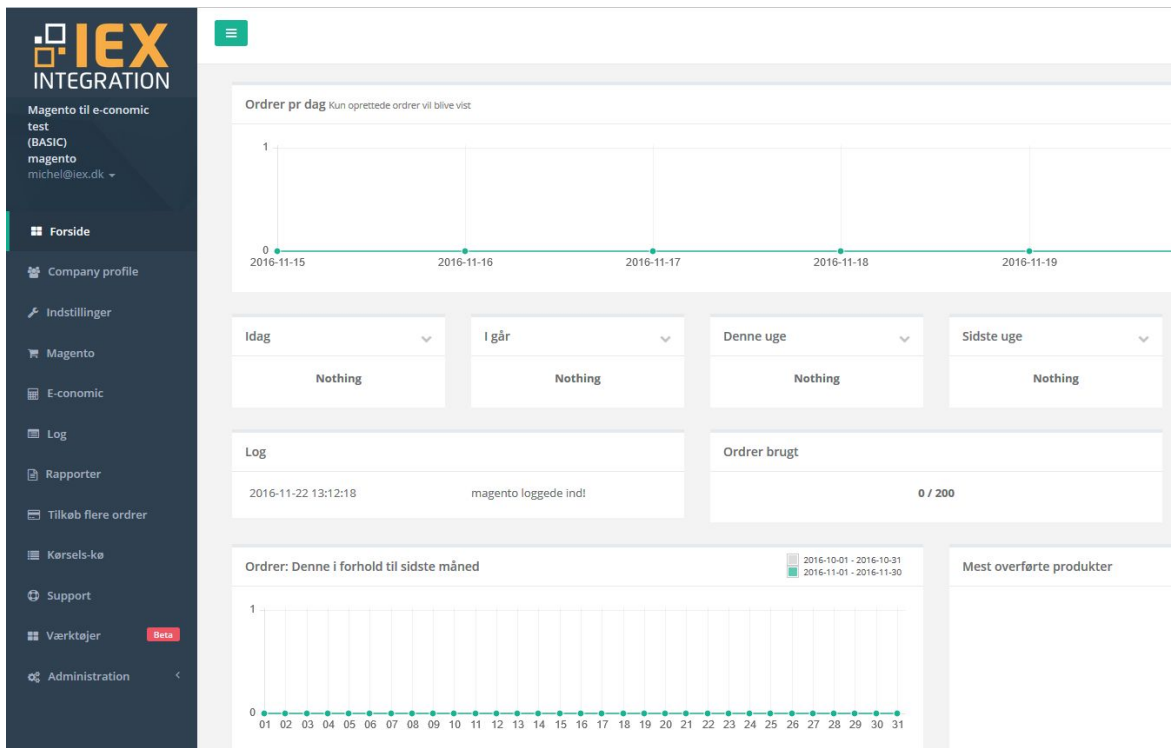 IEX
INTEGRATION
Magento til e-conomic
test
(BASIC)
magento
michel@iex.dk
Forside
Company profile
Indstillinger
Magento
E-conomic
Log
Rapporter
Tilkøb flere ordrer
Kørsels-kø
Support
Værktøjer Beta
Administration
Ordrer pr dag Kun oprettede ordrer vil blive vist
1
0
2016-11-15 2016-11-16 2016-11-17 2016-11-18 2016-11-19
Idag I går Denne uge Sidste uge
Nothing Nothing Nothing Nothing
Log
2016-11-22 13:12:18 magento loggede ind!
Ordrer brugt
0 / 200
Ordrer: Denne i forhold til sidste måned
2016-10-01 - 2016-10-31
2016-11-01 - 2016-11-30
1
0
01 02 03 04 05 06 07 08 09 10 11 12 13 14 15 16 17 18 19 20 21 22 23 24 25 26 27 28 29 30 31
Mest overførte produkter